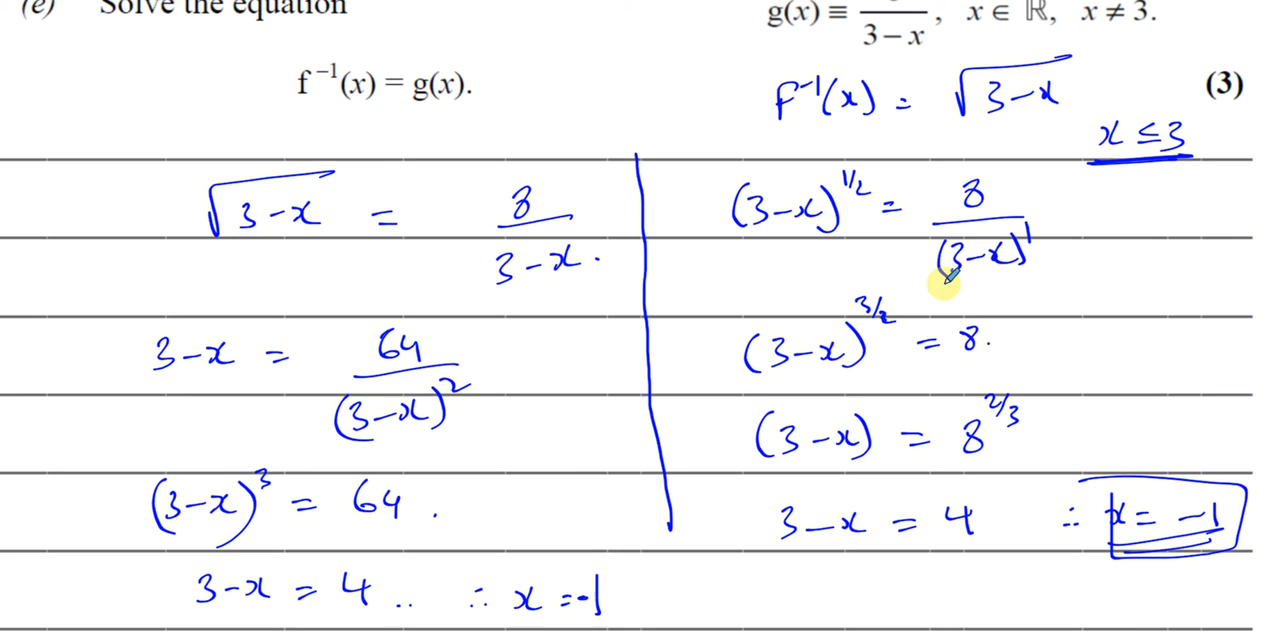 (e) Solve the equation
g(x) ≡ 8/(3 – x), x ∈ ℝ, x ≠ 3.
f⁻¹(x) = g(x).
f⁻¹(x) = √(3-x)
(3)
x ≤ 3
√(3-x) = 8/(3-x).
3-x = 64/(3-x)²
(3-x)³ = 64.
3-x = 4.. ∴ x = -1
(3-x)^(1/2) = 8/(3-x)¹
(3-x)^(3/2) = 8.
(3-x) = 8^(2/3)
3-x = 4 ∴ x = -1